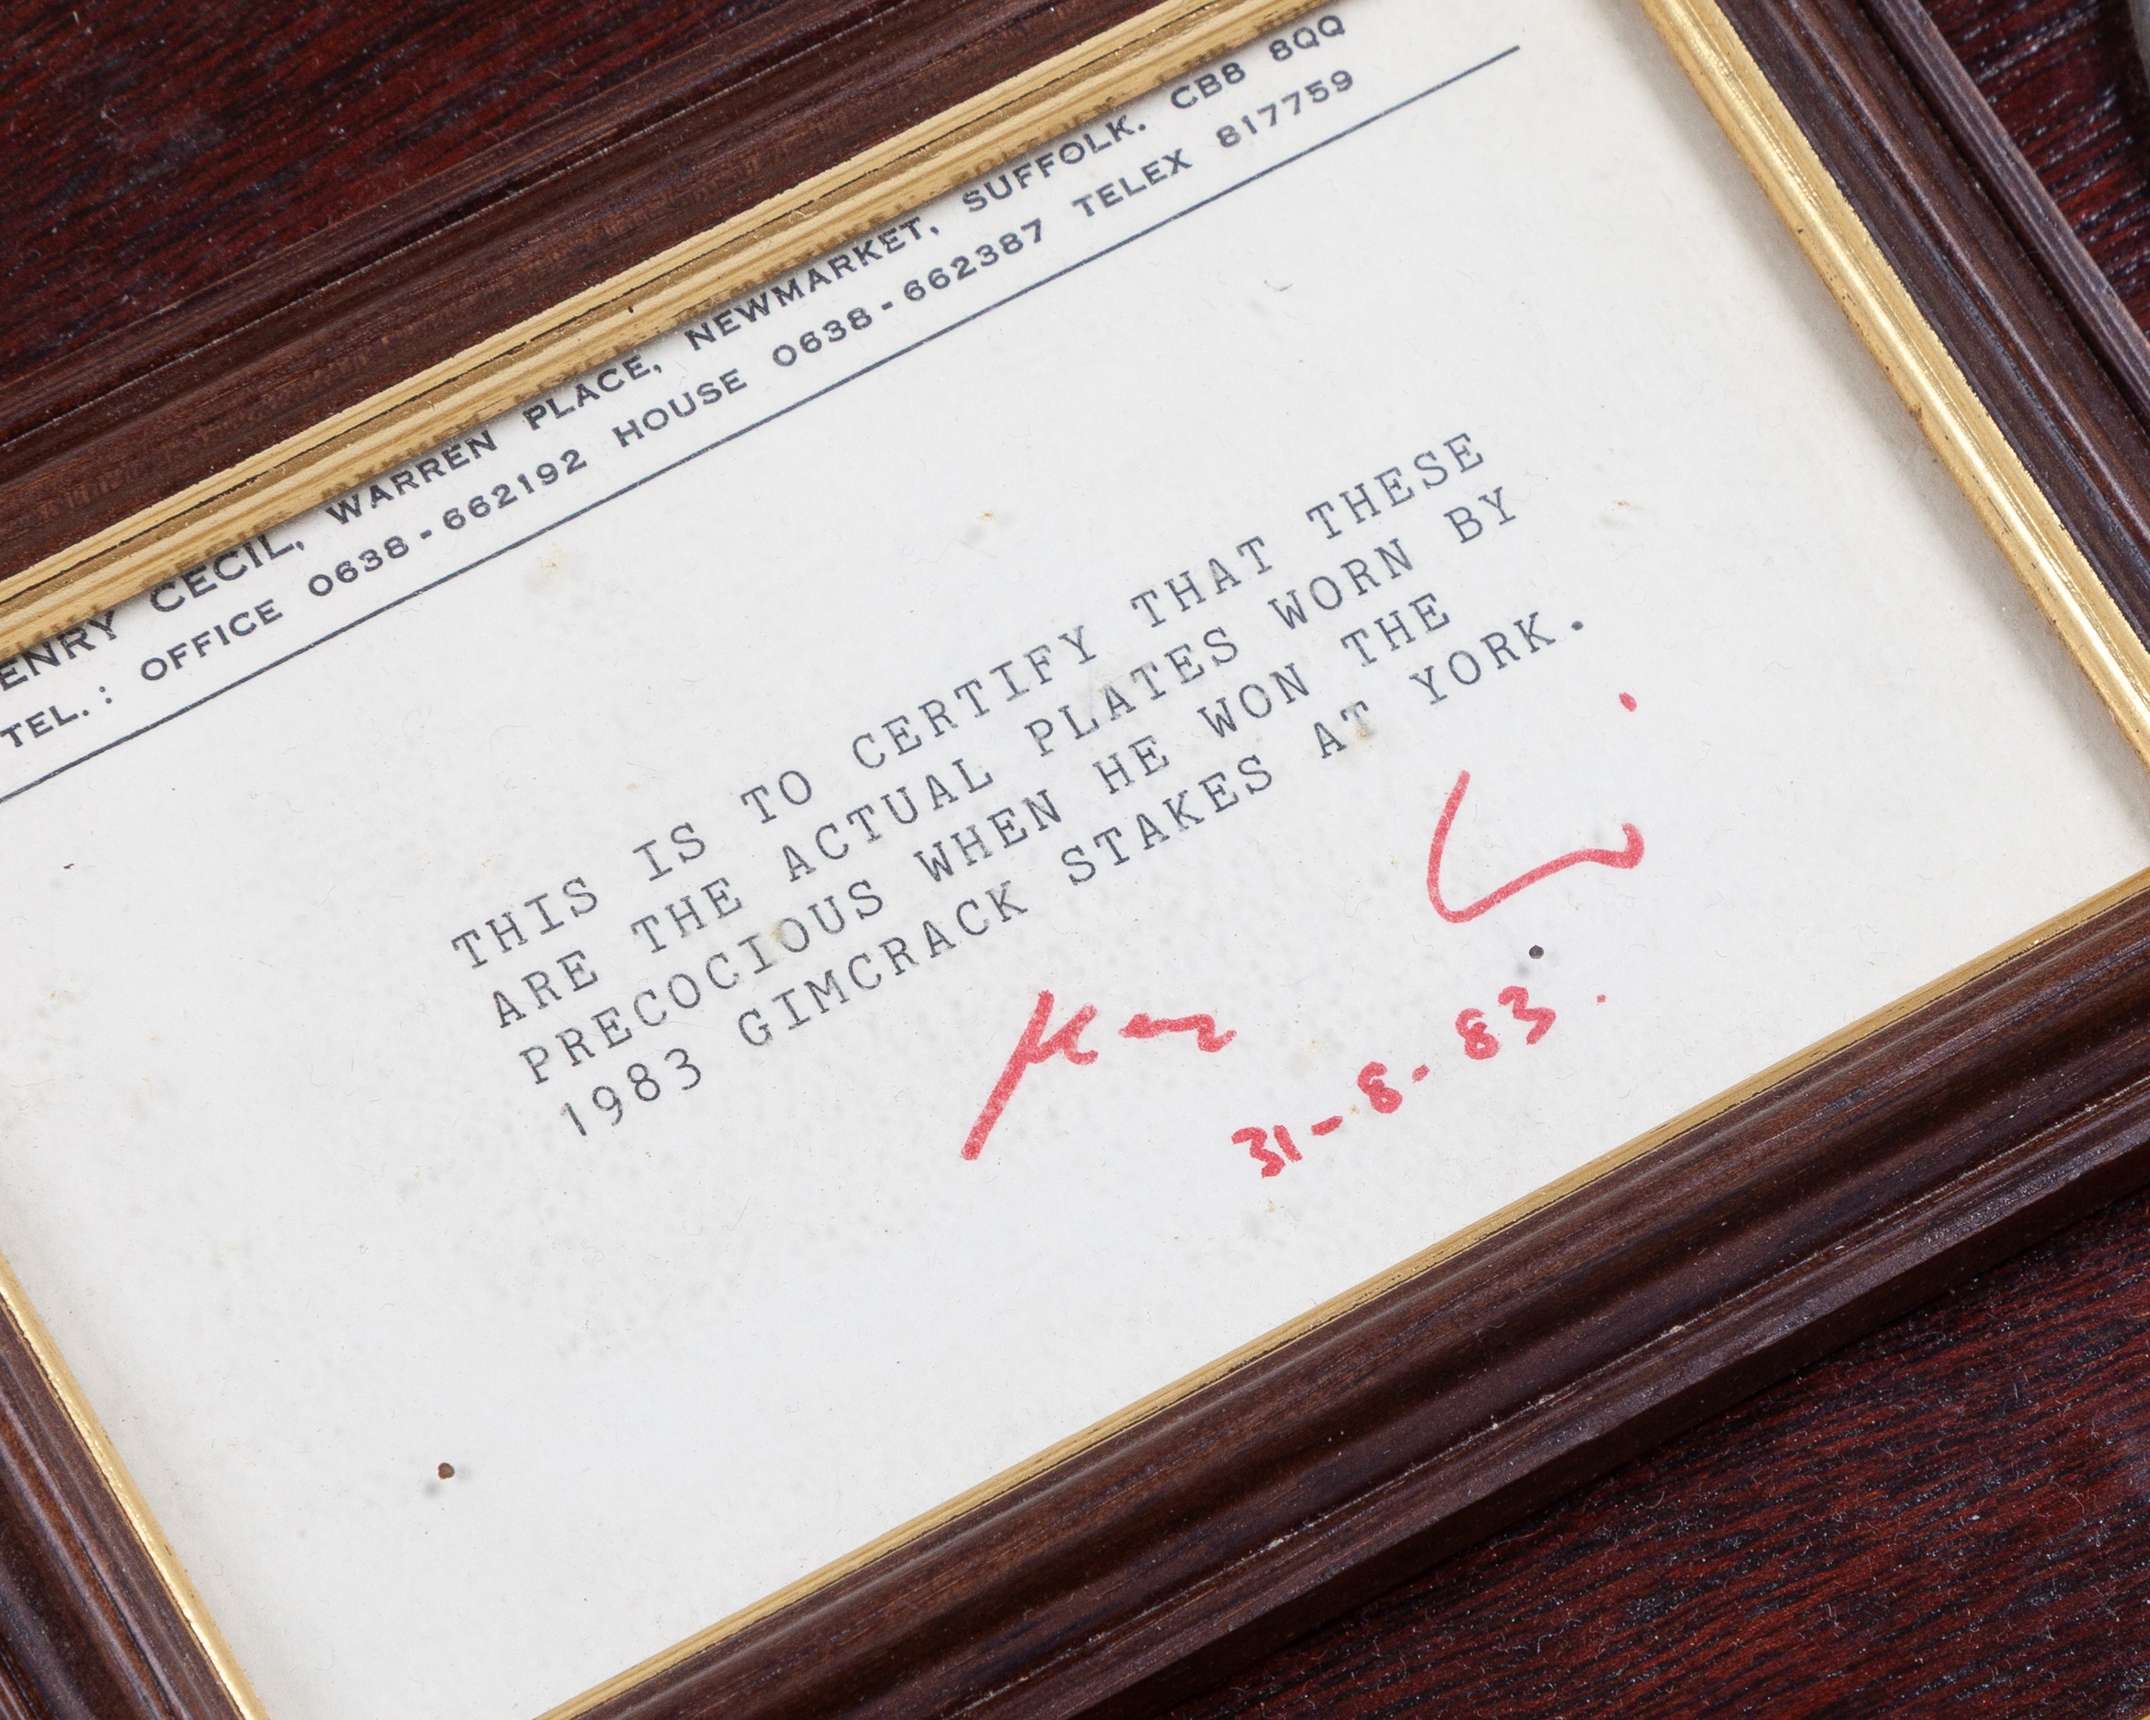 ENRY CECIL, WARREN PLACE, NEWMARKET, SUFFOLK. CB8 8QQ
TEL.: OFFICE 0638-662192 HOUSE 0638-662387 TELEX 817759
THIS IS TO CERTIFY THAT THESE
ARE THE ACTUAL PLATES WORN BY
PRECOCIOUS WHEN HE WON THE
1983 GIMCRACK STAKES AT YORK.
31-8-83.